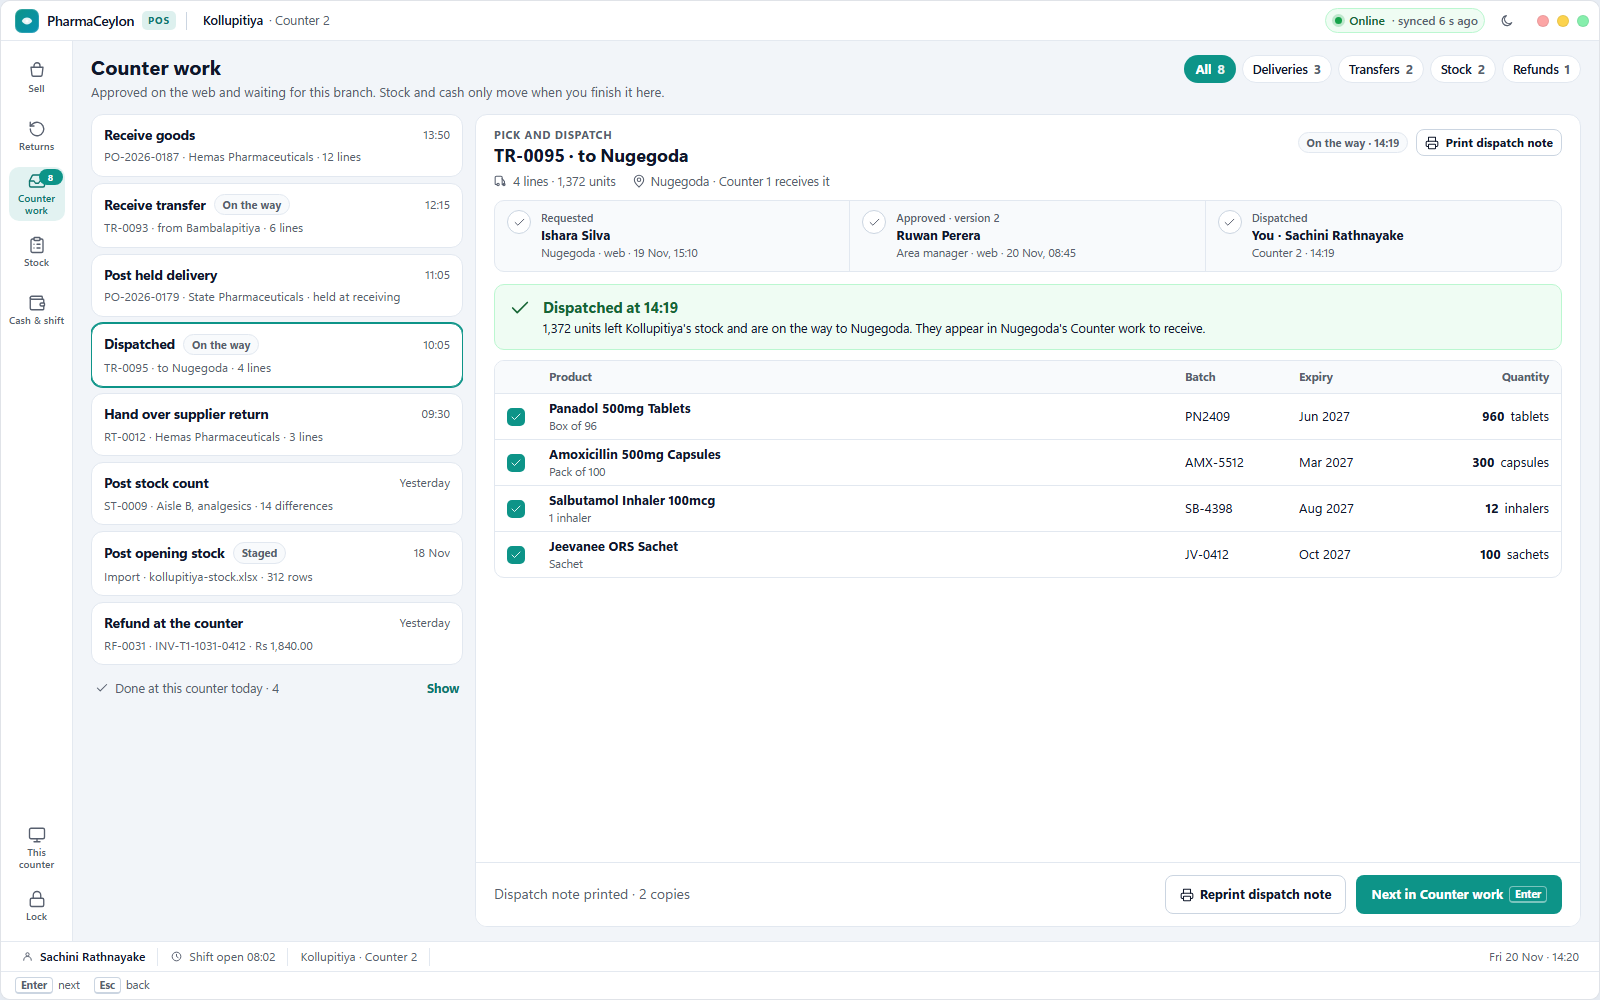 PharmaCeylon POS Kollupitiya · Counter 2
Online · synced 6 s ago
Sell
Returns
8
Counter work
Stock
Cash & shift
This counter
Lock
Counter work
Approved on the web and waiting for this branch. Stock and cash only move when you finish it here.
All 8
Deliveries 3
Transfers 2
Stock 2
Refunds 1
Receive goods 13:50
PO-2026-0187 · Hemas Pharmaceuticals · 12 lines
Receive transfer On the way 12:15
TR-0093 · from Bambalapitiya · 6 lines
Post held delivery 11:05
PO-2026-0179 · State Pharmaceuticals · held at receiving
Dispatched On the way 10:05
TR-0095 · to Nugegoda · 4 lines
Hand over supplier return 09:30
RT-0012 · Hemas Pharmaceuticals · 3 lines
Post stock count Yesterday
ST-0009 · Aisle B, analgesics · 14 differences
Post opening stock Staged 18 Nov
Import · kollupitiya-stock.xlsx · 312 rows
Refund at the counter Yesterday
RF-0031 · INV-T1-1031-0412 · Rs 1,840.00
Done at this counter today · 4 Show
PICK AND DISPATCH
TR-0095 · to Nugegoda
On the way · 14:19
Print dispatch note
4 lines · 1,372 units Nugegoda · Counter 1 receives it
Requested
Ishara Silva
Nugegoda · web · 19 Nov, 15:10
Approved · version 2
Ruwan Perera
Area manager · web · 20 Nov, 08:45
Dispatched
You · Sachini Rathnayake
Counter 2 · 14:19
Dispatched at 14:19
1,372 units left Kollupitiya's stock and are on the way to Nugegoda. They appear in Nugegoda's Counter work to receive.
Product Batch Expiry Quantity
Panadol 500mg Tablets
Box of 96
PN2409 Jun 2027 960 tablets
Amoxicillin 500mg Capsules
Pack of 100
AMX-5512 Mar 2027 300 capsules
Salbutamol Inhaler 100mcg
1 inhaler
SB-4398 Aug 2027 12 inhalers
Jeevanee ORS Sachet
Sachet
JV-0412 Oct 2027 100 sachets
Dispatch note printed · 2 copies
Reprint dispatch note
Next in Counter work Enter
Sachini Rathnayake Shift open 08:02 Kollupitiya · Counter 2 Fri 20 Nov · 14:20
Enter next Esc back